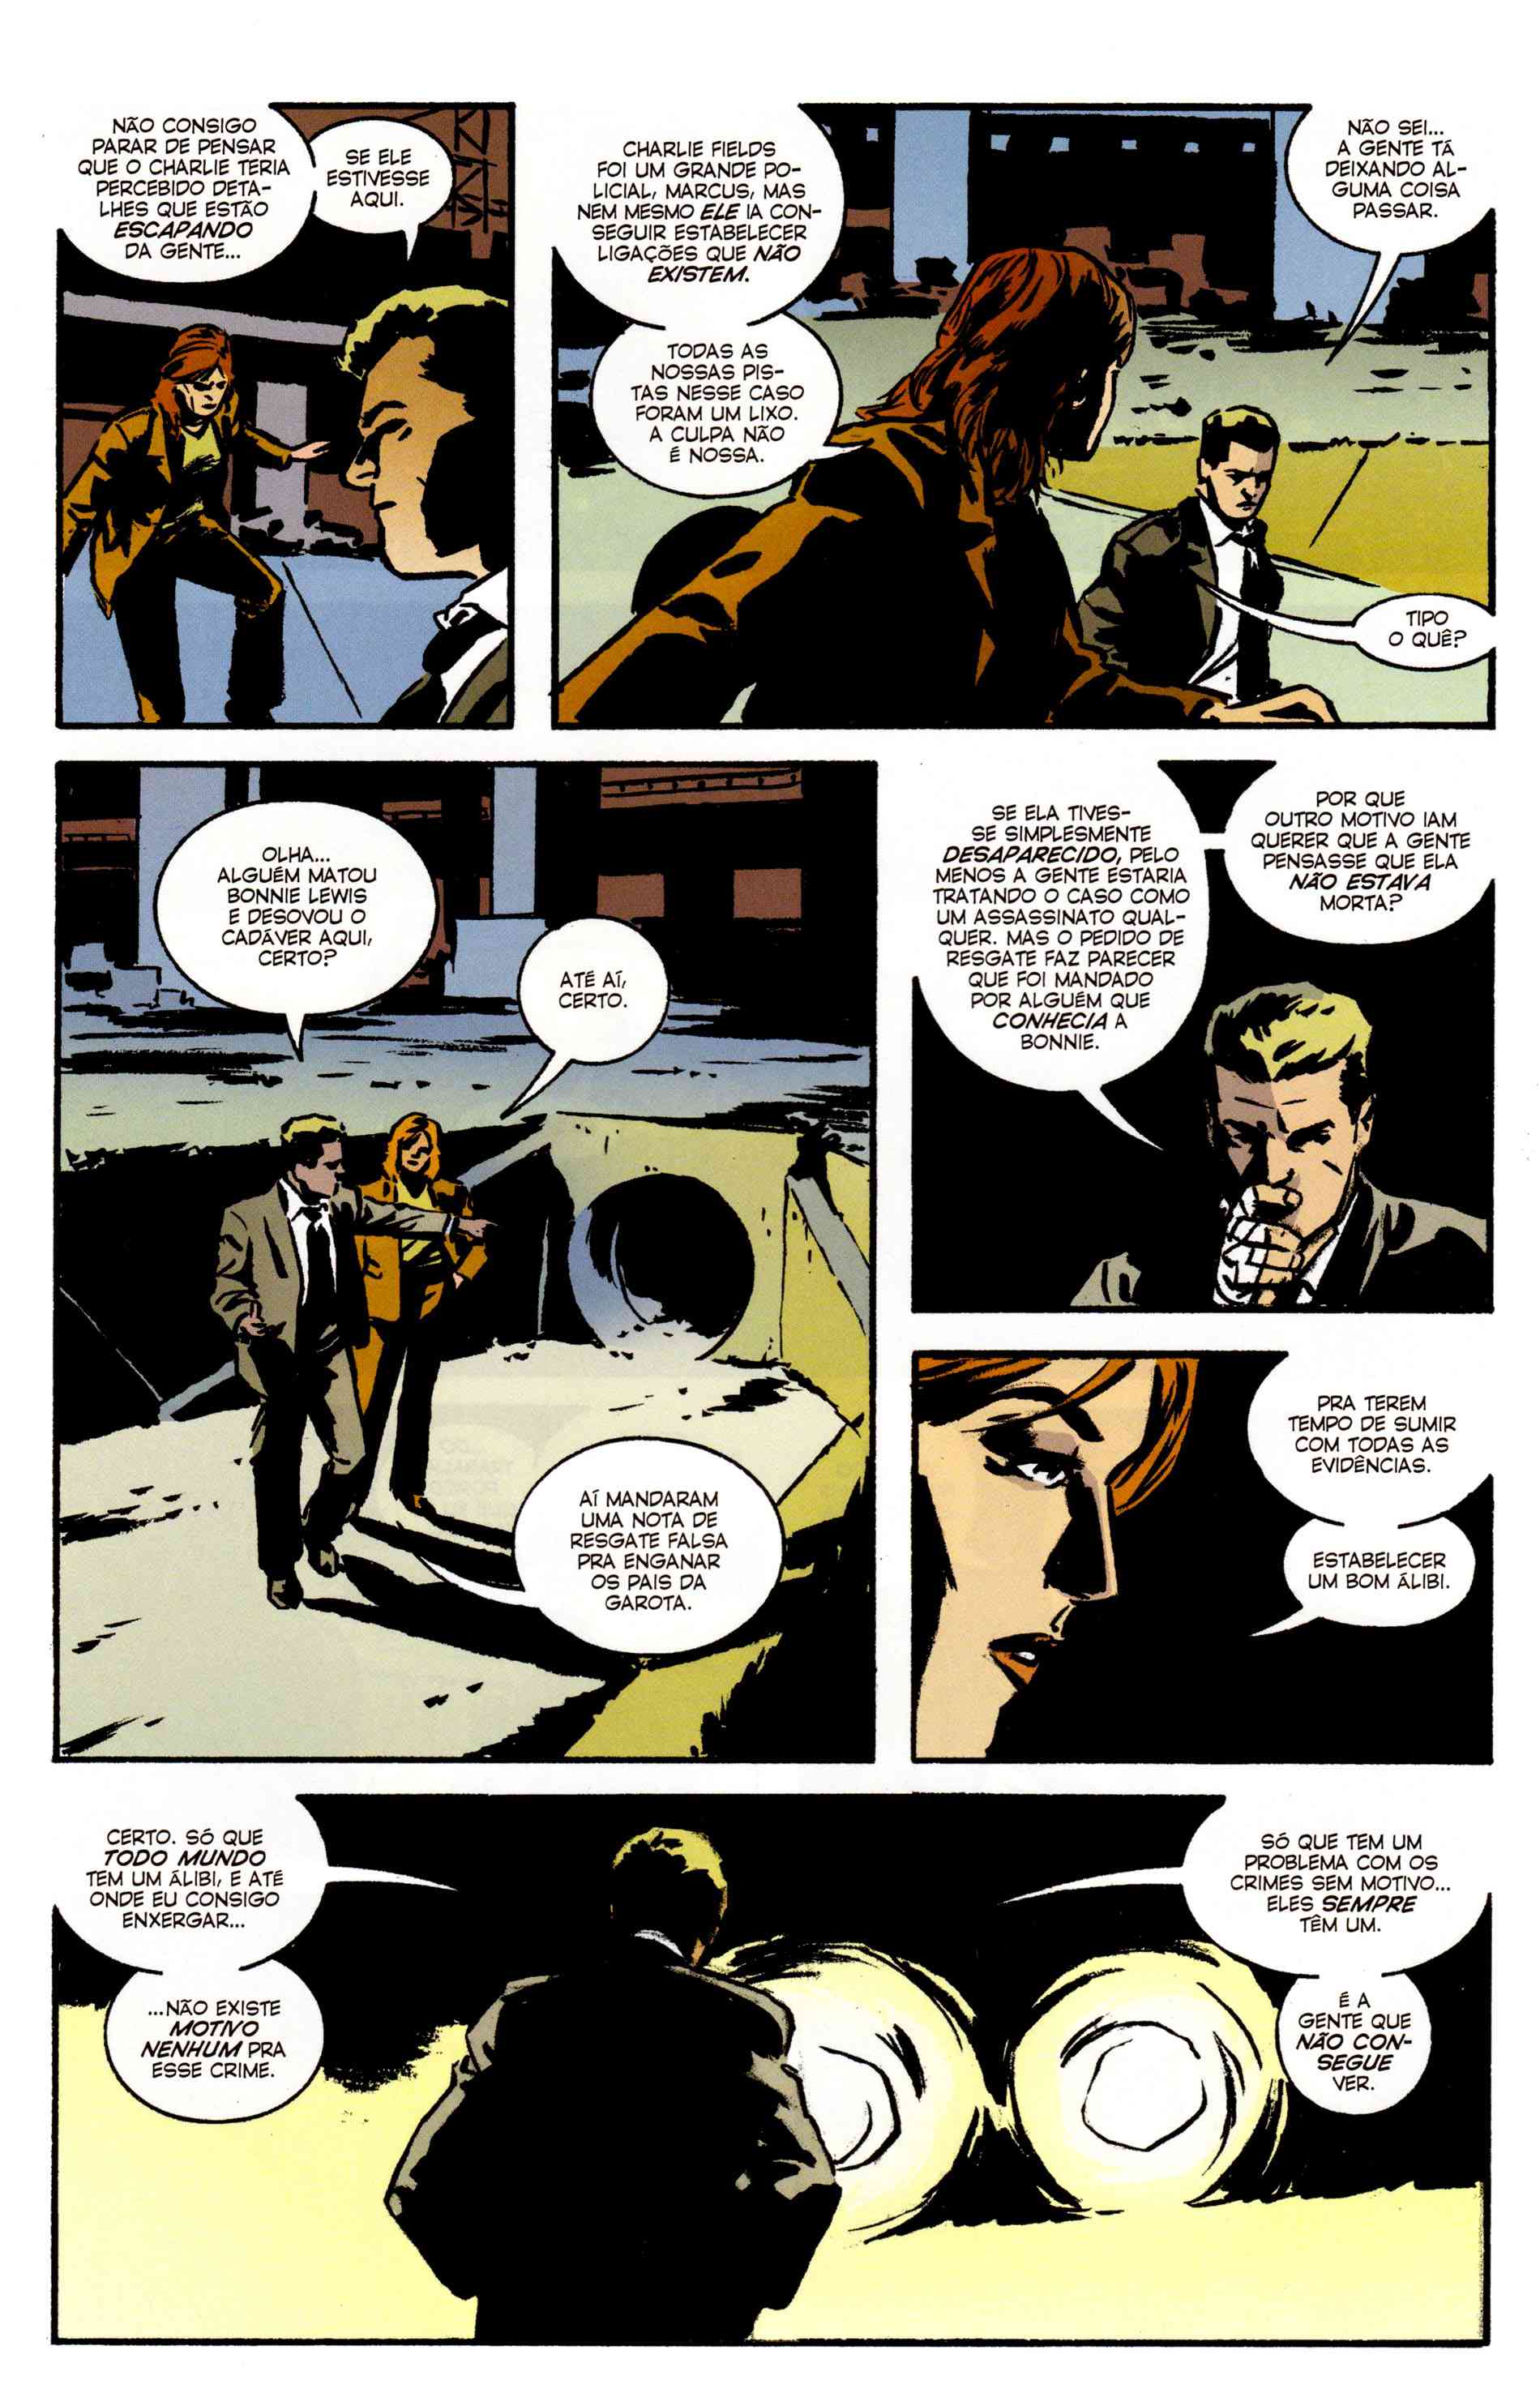 NÃO CONSIGO
PARAR DE PENSAR
QUE O CHARLIE TERIA
PERCEBIDO DETA-
LHES QUE ESTÃO
ESCAPANDO
DA GENTE...
SE ELE
ESTIVESSE
AQUI.
CHARLIE FIELDS
FOI UM GRANDE PO-
LICIAL, MARCUS, MAS
NEM MESMO ELE IA CON-
SEGUIR ESTABELECER
LIGAÇÕES QUE NÃO
EXISTEM.
TODAS AS
NOSSAS PIS-
TAS NESSE CASO
FORAM UM LIXO.
A CULPA NÃO
É NOSSA.
NÃO SEI...
A GENTE TÁ
DEIXANDO AL-
GUMA COISA
PASSAR.
TIPO
O QUÊ?
OLHA...
ALGUÉM MATOU
BONNIE LEWIS
E DESOVOU O
CADÁVER AQUI,
CERTO?
ATÉ AÍ,
CERTO.
AÍ MANDARAM
UMA NOTA DE
RESGATE FALSA
PRA ENGANAR
OS PAIS DA
GAROTA.
SE ELA TIVES-
SE SIMPLESMENTE
DESAPARECIDO, PELO
MENOS A GENTE ESTARIA
TRATANDO O CASO COMO
UM ASSASSINATO QUAL-
QUER. MAS O PEDIDO DE
RESGATE FAZ PARECER
QUE FOI MANDADO
POR ALGUÉM QUE
CONHECIA A
BONNIE.
POR QUE
OUTRO MOTIVO IAM
QUERER QUE A GENTE
PENSASSE QUE ELA
NÃO ESTAVA
MORTA?
PRA TEREM
TEMPO DE SUMIR
COM TODAS AS
EVIDÊNCIAS.
ESTABELECER
UM BOM ÁLIBI.
CERTO. SÓ QUE
TODO MUNDO
TEM UM ÁLIBI, E ATÉ
ONDE EU CONSIGO
ENXERGAR...
...NÃO EXISTE
MOTIVO
NENHUM PRA
ESSE CRIME.
SÓ QUE TEM UM
PROBLEMA COM OS
CRIMES SEM MOTIVO...
ELES SEMPRE
TÊM UM.
É A
GENTE QUE
NÃO CON-
SEGUE
VER.